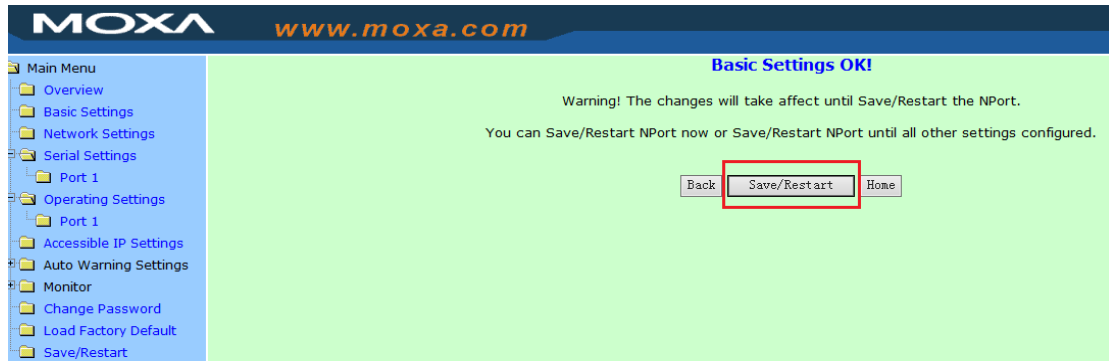 MOXA www.moxa.com
Main Menu
Overview
Basic Settings
Network Settings
Serial Settings
Port 1
Operating Settings
Port 1
Accessible IP Settings
Auto Warning Settings
Monitor
Change Password
Load Factory Default
Save/Restart
Basic Settings OK!
Warning! The changes will take affect until Save/Restart the NPort.
You can Save/Restart NPort now or Save/Restart NPort until all other settings configured.
Back Save/Restart Home